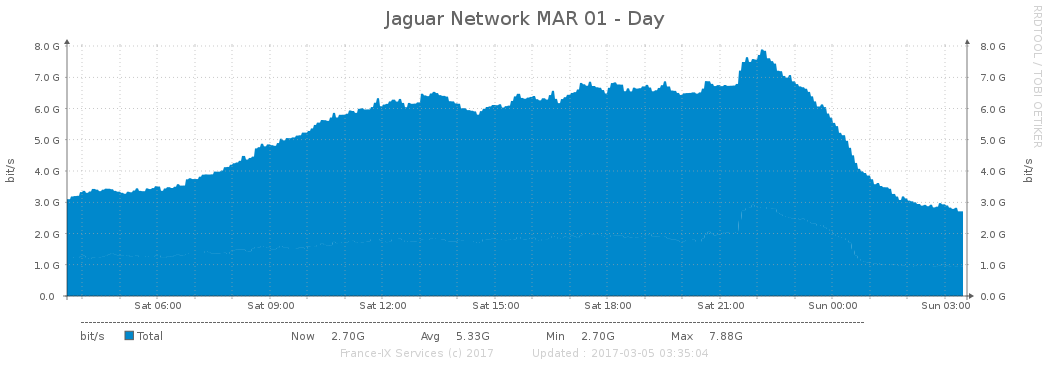 Jaguar Network MAR 01 - Day
RRDTOOL / TOBI OETIKER
bit/s
8.0 G
7.0 G
6.0 G
5.0 G
4.0 G
3.0 G
2.0 G
1.0 G
0.0
8.0 G
7.0 G
6.0 G
5.0 G
4.0 G
3.0 G
2.0 G
1.0 G
0.0 G
bit/s
Sat 06:00 Sat 09:00 Sat 12:00 Sat 15:00 Sat 18:00 Sat 21:00 Sun 00:00 Sun 03:00
bit/s Total Now 2.70G Avg 5.33G Min 2.70G Max 7.88G
France-IX Services (c) 2017 Updated : 2017-03-05 03:35:04